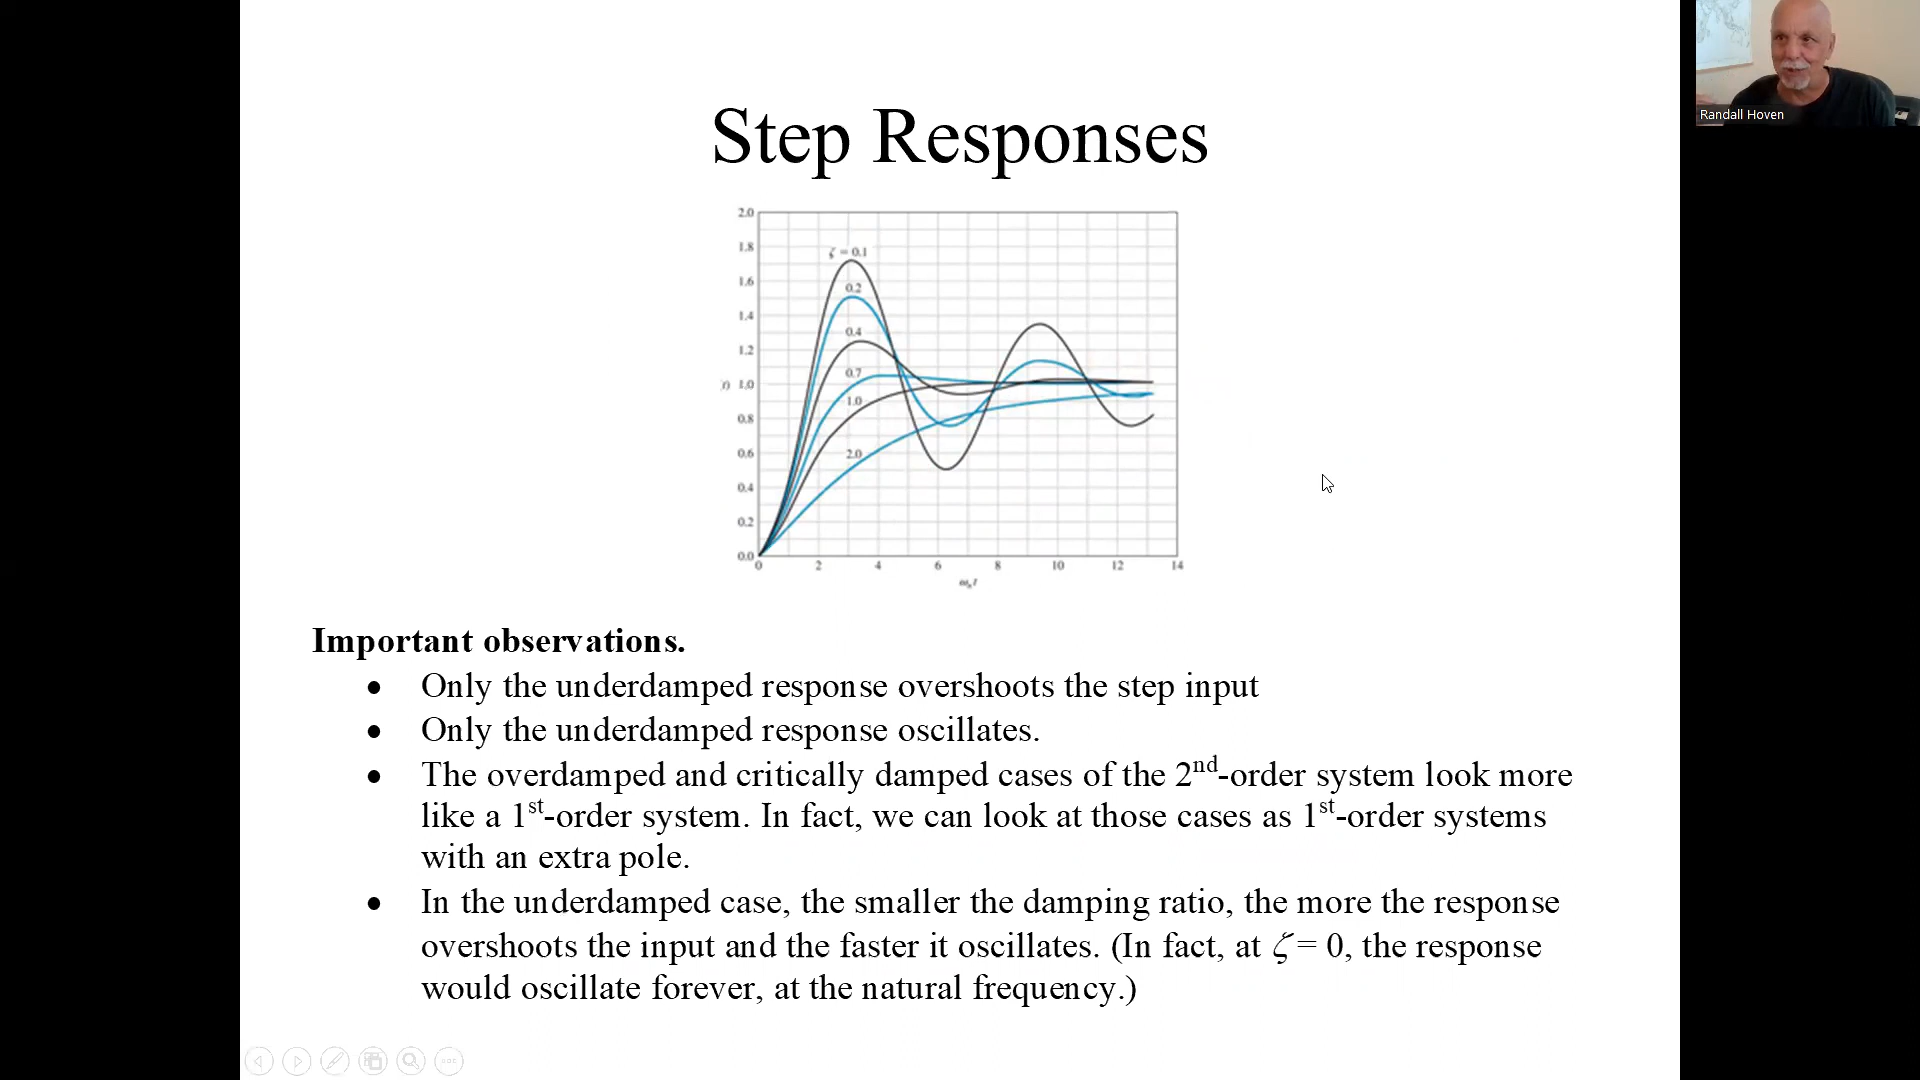 Randall Hoven
Step Responses
2.0
1.8
1.6
1.4
1.2
1.0
0.8
0.6
0.4
0.2
0.0
ζ = 0.1
0.2
0.4
0.7
1.0
2.0
0 2 4 6 8 10 12 14
ωₙt
Important observations.
• Only the underdamped response overshoots the step input
• Only the underdamped response oscillates.
• The overdamped and critically damped cases of the 2nd-order system look more
like a 1st-order system. In fact, we can look at those cases as 1st-order systems
with an extra pole.
• In the underdamped case, the smaller the damping ratio, the more the response
overshoots the input and the faster it oscillates. (In fact, at ζ = 0, the response
would oscillate forever, at the natural frequency.)